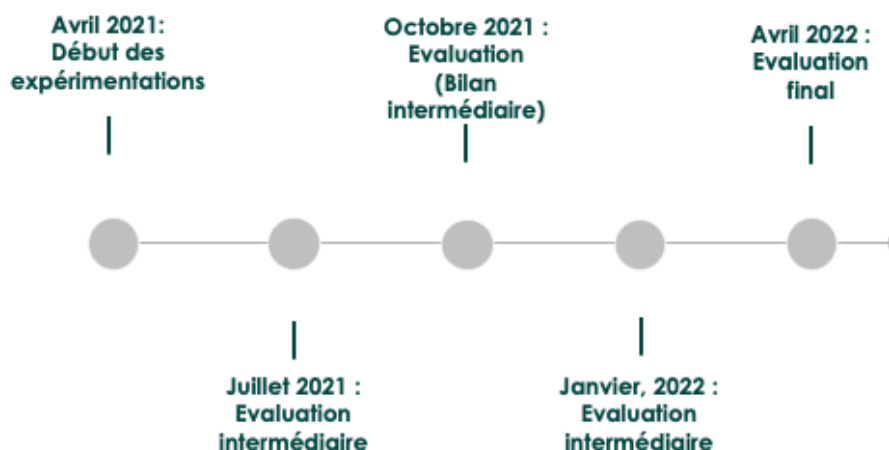 Avril 2021:
Début des
expérimentations
Juillet 2021 :
Evaluation
intermédiaire
Octobre 2021 :
Evaluation
(Bilan
intermédiaire)
Janvier, 2022 :
Evaluation
intermédiaire
Avril 2022 :
Evaluation
final